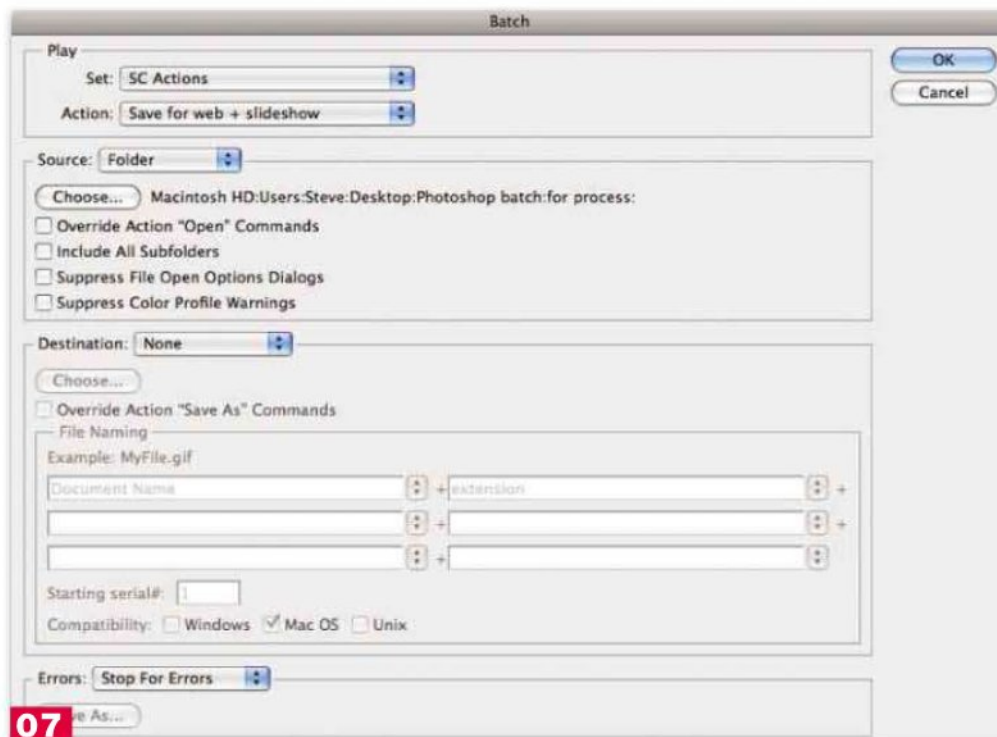 Batch
Play
Set: SC Actions
OK
Action: Save for web + slideshow
Cancel
Source: Folder
Choose... Macintosh HD:Users:Steve:Desktop:Photoshop batch:for process:
Override Action "Open" Commands
Include All Subfolders
Suppress File Open Options Dialogs
Suppress Color Profile Warnings
Destination: None
Choose...
Override Action "Save As" Commands
File Naming
Example: MyFile.gif
Document Name + extension +
+ +
+
Starting serial#: 1
Compatibility: Windows Mac OS Unix
Errors: Stop For Errors
07 ve As...